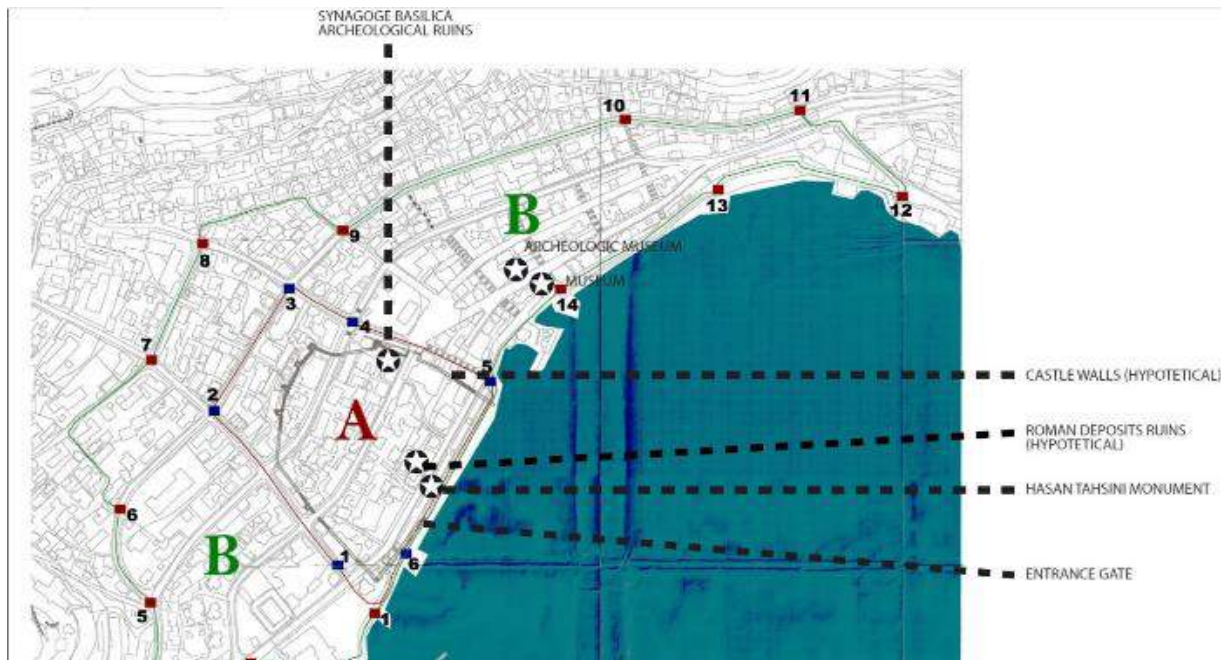 SYNAGOGE BASILICA
ARCHEOLOGICAL RUINS
10
11
13
12
B
9
8
ARCHEOLOGIC MUSEUM
MUSEUM
14
3
4
7
5
CASTLE WALLS (HYPOTETICAL)
2
A
ROMAN DEPOSITS RUINS
(HYPOTETICAL)
HASAN TAHSINI MONUMENT
6
B
1
6
ENTRANCE GATE
5
1